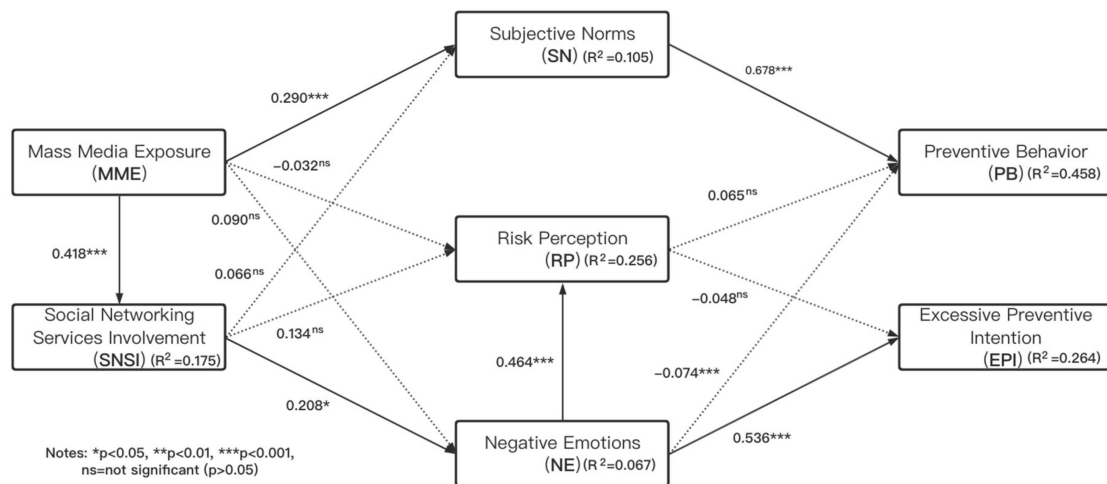 Subjective Norms
(SN) (R²=0.105)
0.678***
0.290***
Mass Media Exposure
(MME)
Preventive Behavior
(PB) (R²=0.458)
−0.032ns
0.065ns
0.090ns
Risk Perception
(RP) (R²=0.256)
0.418***
0.066ns
−0.048ns
Social Networking
Services Involvement
(SNSI) (R²=0.175)
0.134ns
Excessive Preventive
Intention
(EPI) (R²=0.264)
0.464***
−0.074***
0.208*
Negative Emotions
(NE) (R²=0.067)
0.536***
Notes: *p<0.05, **p<0.01, ***p<0.001,
ns=not significant (p>0.05)